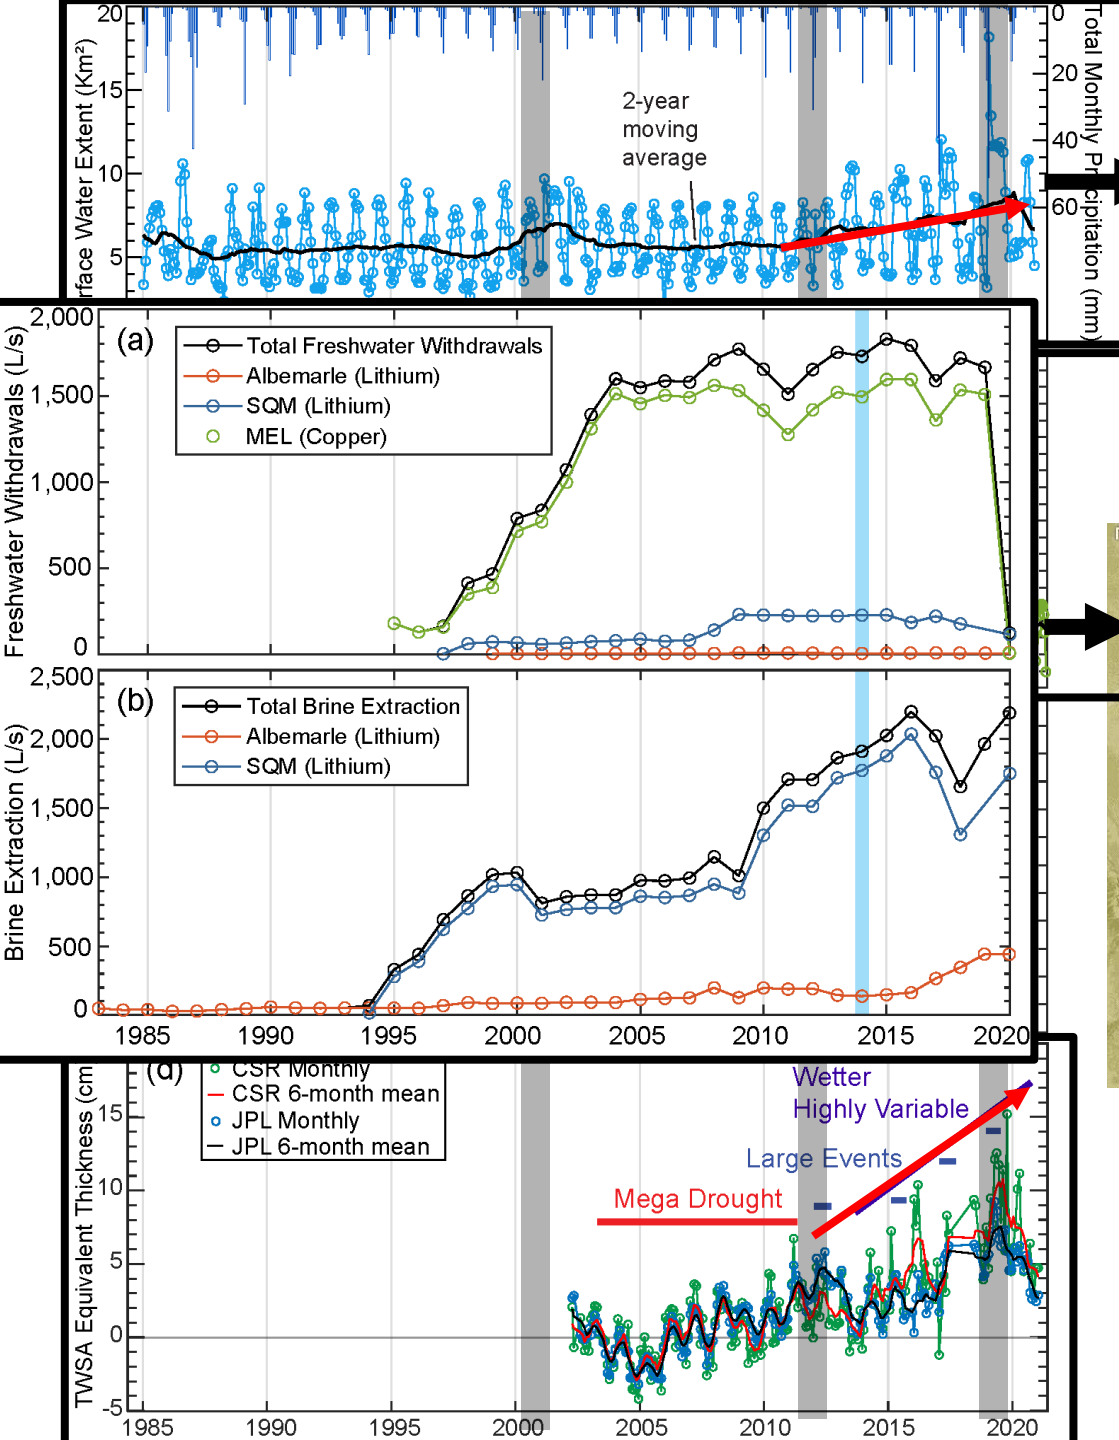 20
15
10
5
rface Water Extent (Km²)
2-year
moving
average
0
20
40
60
Total Monthly Precipitation (mm)
(a)
Total Freshwater Withdrawals
Albemarle (Lithium)
SQM (Lithium)
MEL (Copper)
2,000
1,500
1,000
500
0
Freshwater Withdrawals (L/s)
(b)
Total Brine Extraction
Albemarle (Lithium)
SQM (Lithium)
2,500
2,000
1,500
1,000
500
0
Brine Extraction (L/s)
1985 1990 1995 2000 2005 2010 2015 2020
(d)
CSR Monthly
CSR 6-month mean
JPL Monthly
JPL 6-month mean
Wetter
Highly Variable
Large Events
Mega Drought
15
10
5
0
-5
TWSA Equivalent Thickness (cm
1985 1990 1995 2000 2005 2010 2015 2020